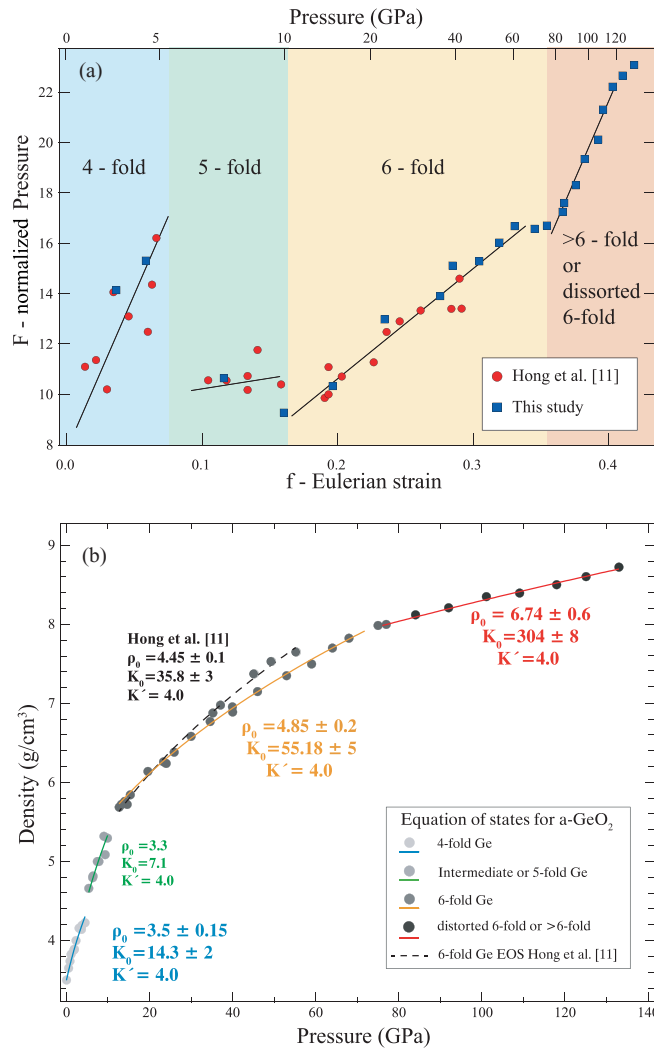 Pressure (GPa)
0 5 10 20 40 60 80 100 120
(a)
22
20
18
16
14
12
10
8
F - normalized Pressure
4 - fold
5 - fold
6 - fold
>6 - fold
or
dissorted
6-fold
Hong et al. [11]
This study
0.0 0.1 0.2 0.3 0.4
f - Eulerian strain
(b)
9
8
7
6
5
4
Density (g/cm³)
Hong et al. [11]
ρ₀=4.45 ± 0.1
K₀=35.8 ± 3
K´= 4.0
ρ₀ = 6.74 ± 0.6
K₀=304 ± 8
K´= 4.0
ρ₀=4.85 ± 0.2
K₀=55.18 ± 5
K´= 4.0
ρ₀=3.3
K₀=7.1
K´= 4.0
ρ₀=3.5 ± 0.15
K₀=14.3 ± 2
K´= 4.0
Equation of states for a-GeO₂
4-fold Ge
Intermediate or 5-fold Ge
6-fold Ge
distorted 6-fold or >6-fold
6-fold Ge EOS Hong et al. [11]
0 20 40 60 80 100 120 140
Pressure (GPa)